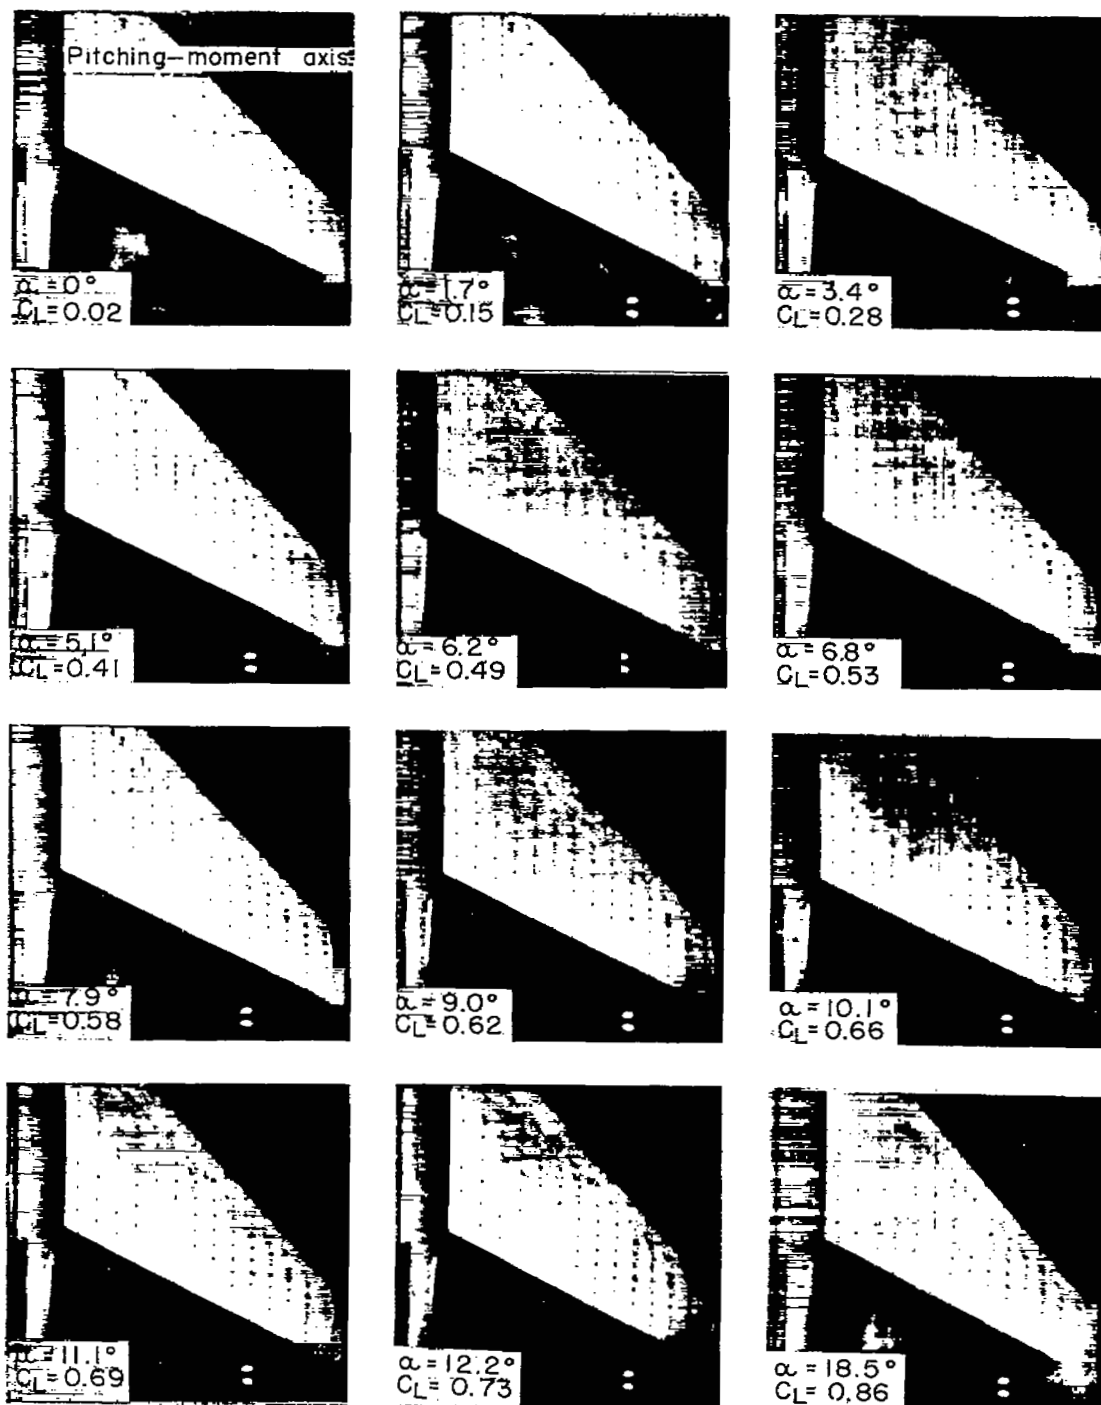 Pitching-moment axis
α=0°
CL=0.02
α=1.7°
CL=0.15
α=3.4°
CL=0.28
α=5.1°
CL=0.41
α=6.2°
CL=0.49
α=6.8°
CL=0.53
α=7.9°
CL=0.58
α=9.0°
CL=0.62
α=10.1°
CL=0.66
α=11.1°
CL=0.69
α=12.2°
CL=0.73
α=18.5°
CL=0.86